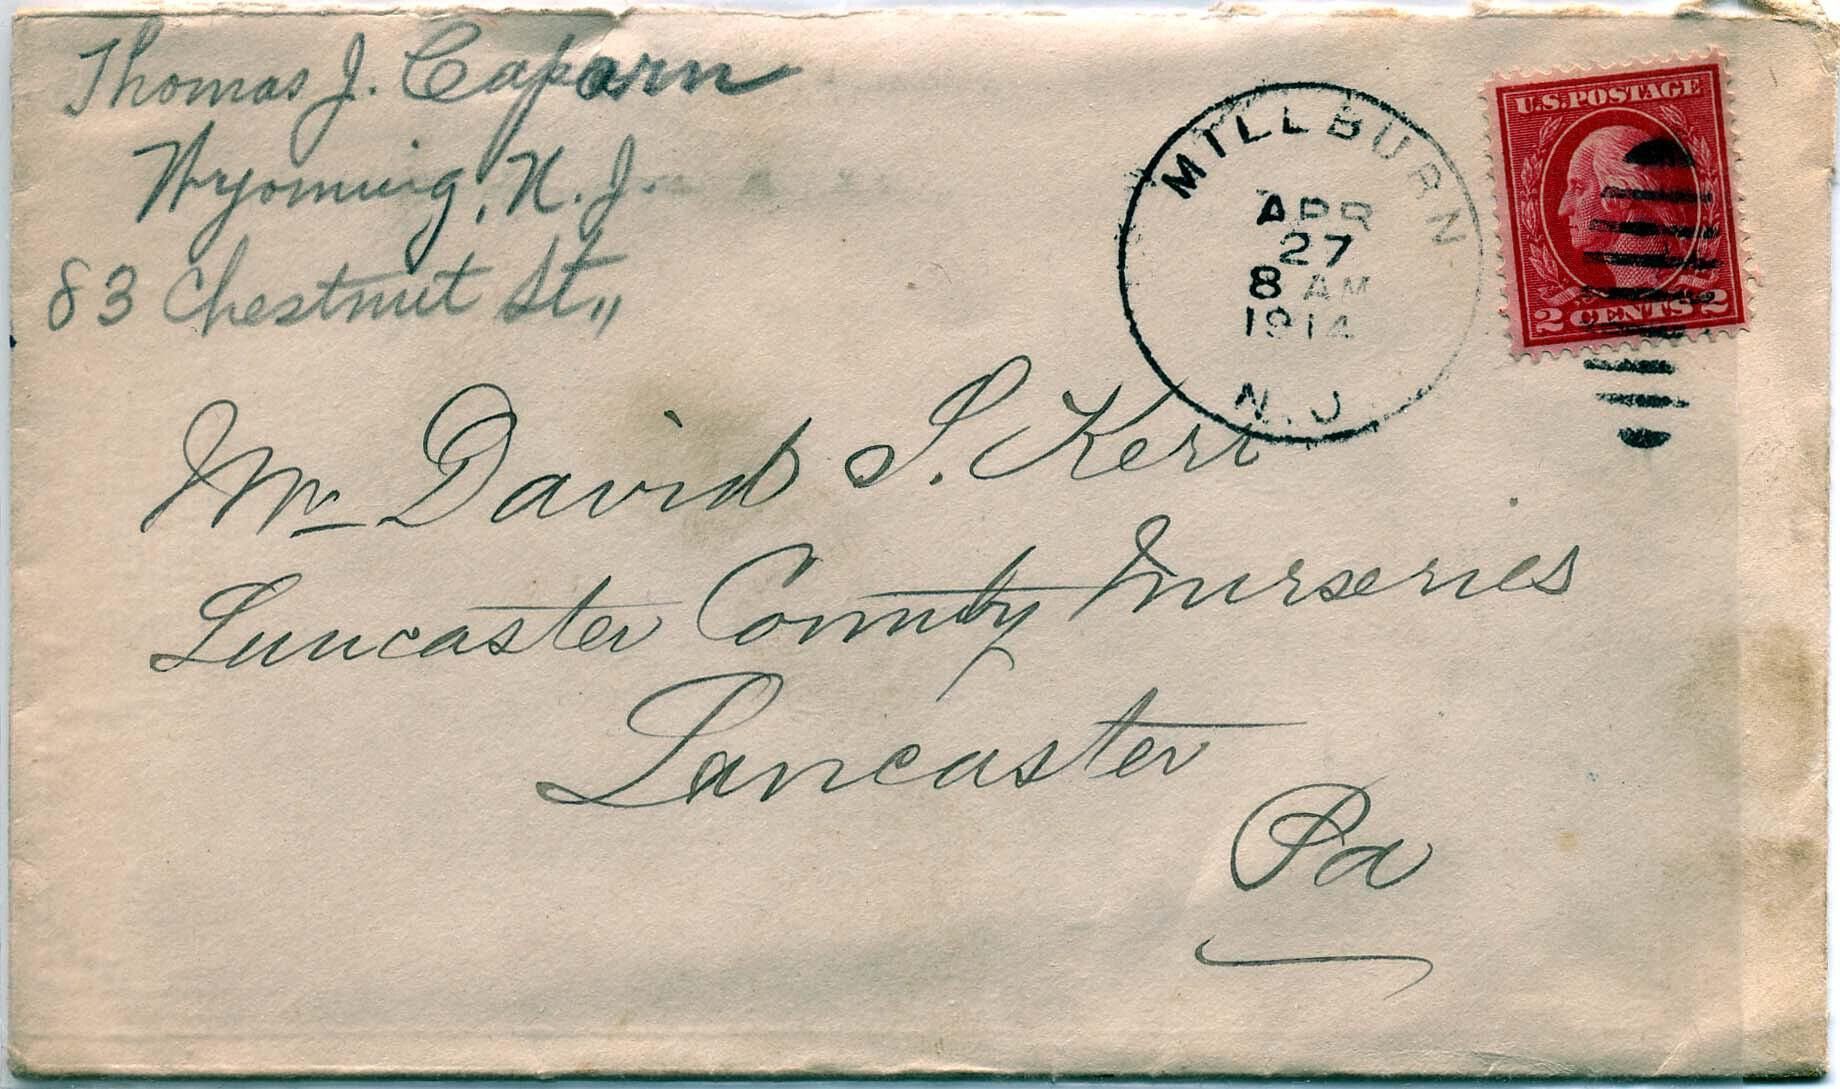 Thomas J. Caparn
Wyoming, N. J.
83 Chestnut St.,
MILLBURN
APR
27
8 AM
1914
N.J.
U.S. POSTAGE
2 CENTS 2
Mr David S. Kerr
Lancaster County Nurseries
Lancaster
Pa